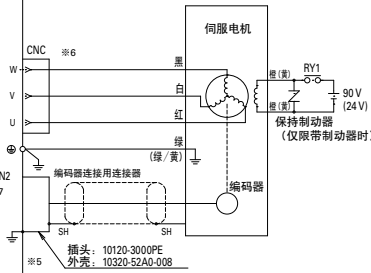 伺服电机
CNC ※6
黑
W
白
V
红
U
绿
(绿/黄)
橙(黄)
RY1
橙(黄)
90 V
(24 V)
保持制动器
(仅限带制动器时)
N2
7
编码器连接用连接器
编码器
SH
SH
※5
插头: 10120-3000PE
外壳: 10320-52A0-008